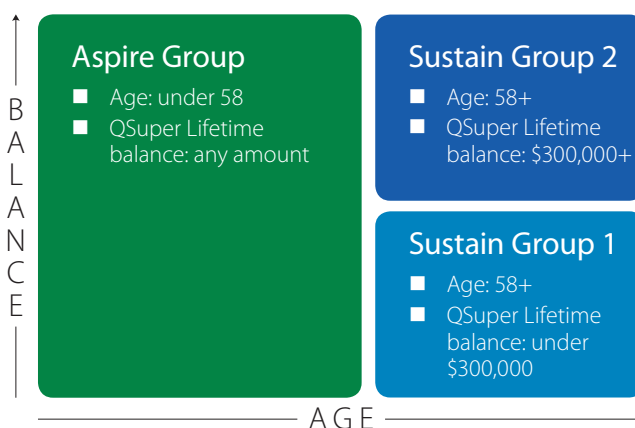 BALANCE
Aspire Group
■ Age: under 58
■ QSuper Lifetime
balance: any amount
Sustain Group 2
■ Age: 58+
■ QSuper Lifetime
balance: $300,000+
Sustain Group 1
■ Age: 58+
■ QSuper Lifetime
balance: under
$300,000
AGE